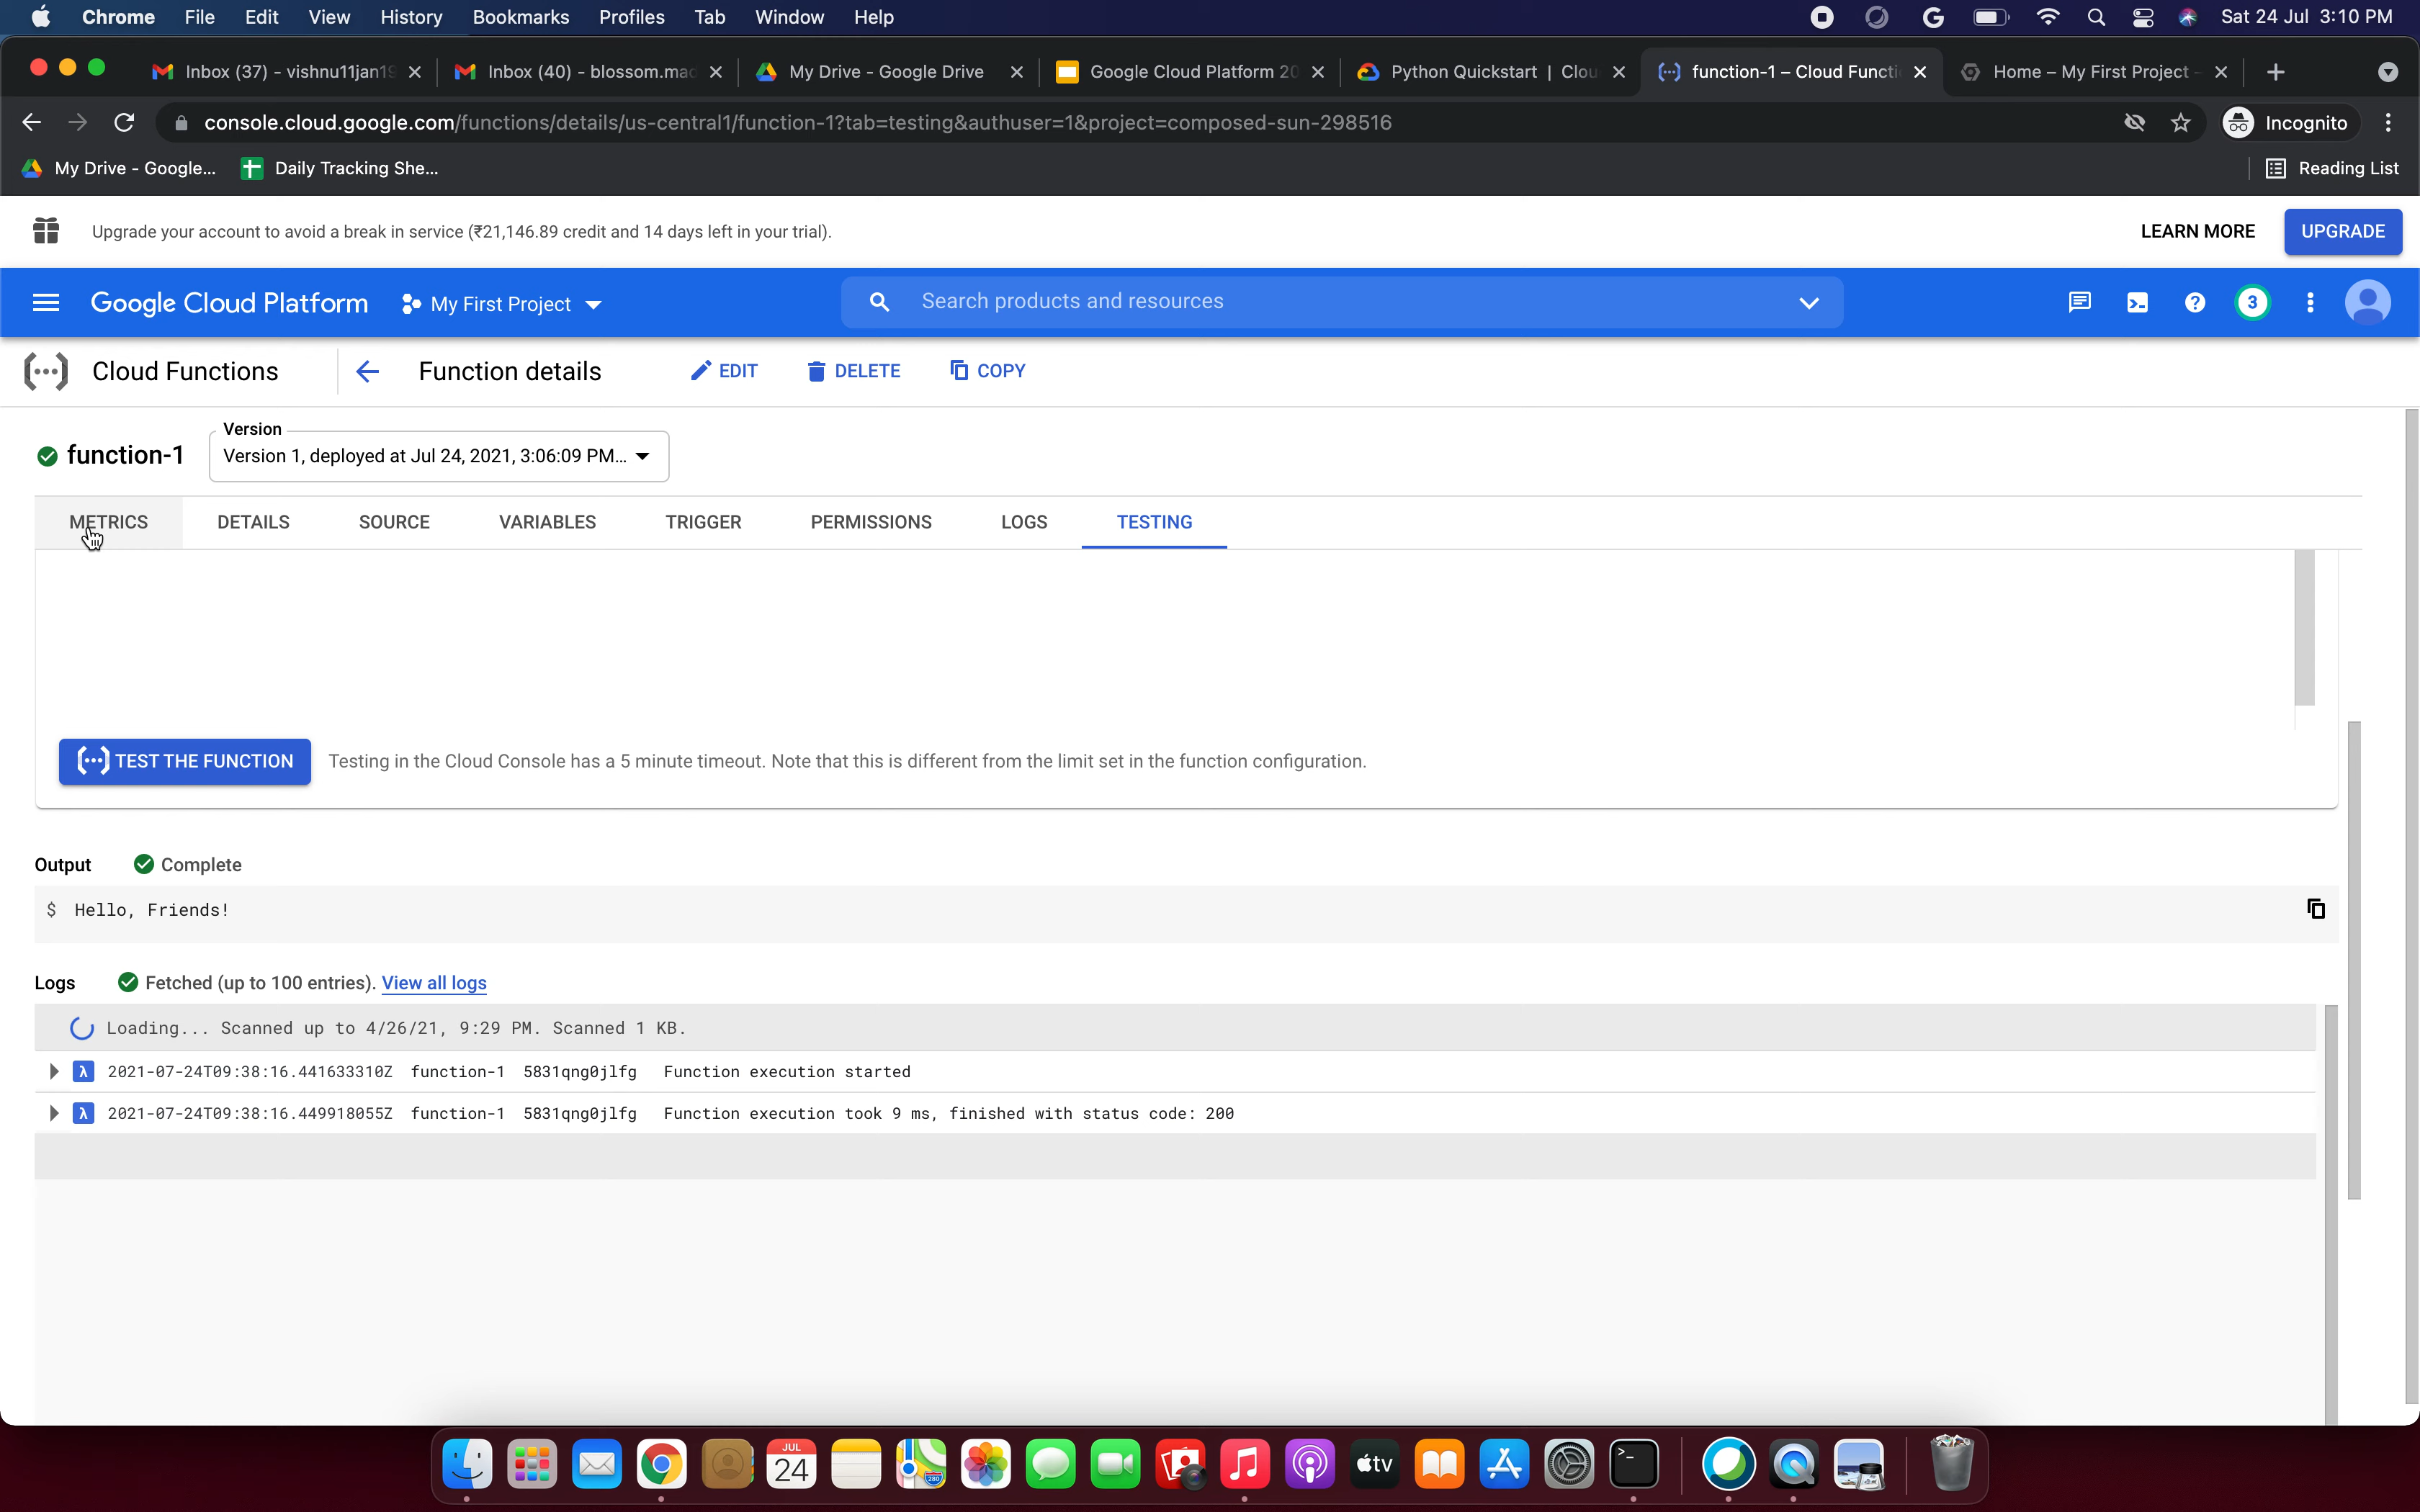 Chrome File Edit View History Bookmarks Profiles Tab Window Help Sat 24 Jul 3:10 PM
Inbox (37) - vishnu11jan19 Inbox (40) - blossom.mad My Drive - Google Drive Google Cloud Platform 20 Python Quickstart | Clou function-1 – Cloud Functi Home – My First Project -
console.cloud.google.com/functions/details/us-central1/function-1?tab=testing&authuser=1&project=composed-sun-298516 Incognito
My Drive - Google... Daily Tracking She... Reading List
Upgrade your account to avoid a break in service (₹21,146.89 credit and 14 days left in your trial). LEARN MORE UPGRADE
Google Cloud Platform My First Project Search products and resources 3
Cloud Functions Function details EDIT DELETE COPY
Version
function-1 Version 1, deployed at Jul 24, 2021, 3:06:09 PM...
METRICS DETAILS SOURCE VARIABLES TRIGGER PERMISSIONS LOGS TESTING
TEST THE FUNCTION Testing in the Cloud Console has a 5 minute timeout. Note that this is different from the limit set in the function configuration.
Output Complete
$ Hello, Friends!
Logs Fetched (up to 100 entries). View all logs
Loading... Scanned up to 4/26/21, 9:29 PM. Scanned 1 KB.
2021-07-24T09:38:16.441633310Z function-1 5831qng0jlfg Function execution started
2021-07-24T09:38:16.449918055Z function-1 5831qng0jlfg Function execution took 9 ms, finished with status code: 200
JUL
24
tv